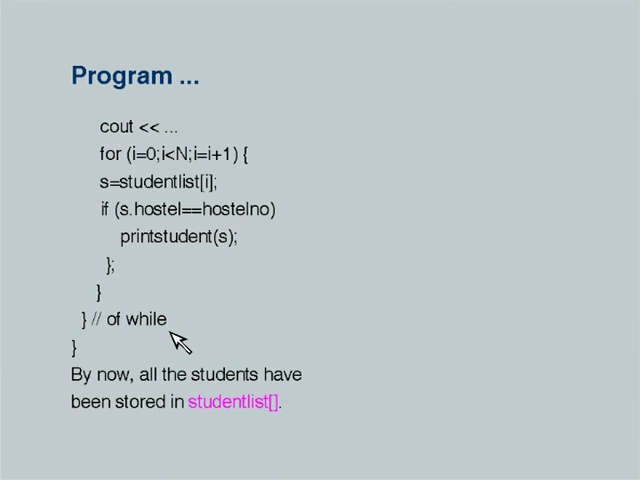 Program ...
cout << ...
for (i=0;i<N;i=i+1) {
s=studentlist[i];
if (s.hostel==hostelno)
printstudent(s);
};
}
} // of while
}
By now, all the students have
been stored in studentlist[].